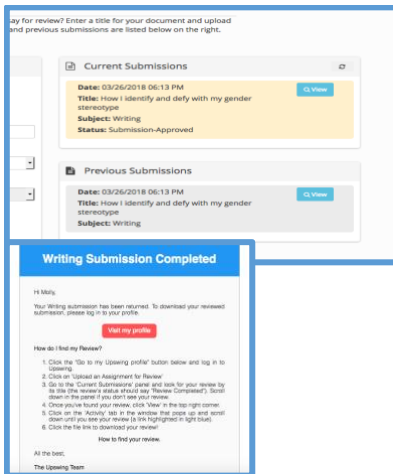 ay for review? Enter a title for your document and upload
and previous submissions are listed below on the right.
Current Submissions
Date: 03/26/2018 06:13 PM
View
Title: How I identify and defy with my gender
stereotype
Subject: Writing
Status: Submission-Approved
Previous Submissions
Date: 03/26/2018 06:13 PM
View
Title: How I identify and defy with my gender
stereotype
Subject: Writing
Writing Submission Completed
Hi Molly,
Your Writing submission has been returned. To download your reviewed
submission, please log in to your profile.
Visit my profile
How do I find my Review?
1. Click the "Go to my Upswing profile" button below and log in to
Upswing.
2. Click on 'Upload an Assignment for Review'
3. Go to the 'Current Submissions' panel and look for your review by
its title (the review's status should say "Review Completed"). Scroll
down in the panel if you don't see your review.
4. Once you've found your review, click 'View' in the top right corner.
5. Click on the 'Activity' tab in the window that pops up and scroll
down until you see your review (a link highlighted in light blue).
6. Click the file link to download your review!
How to find your review.
All the best,
The Upswing Team